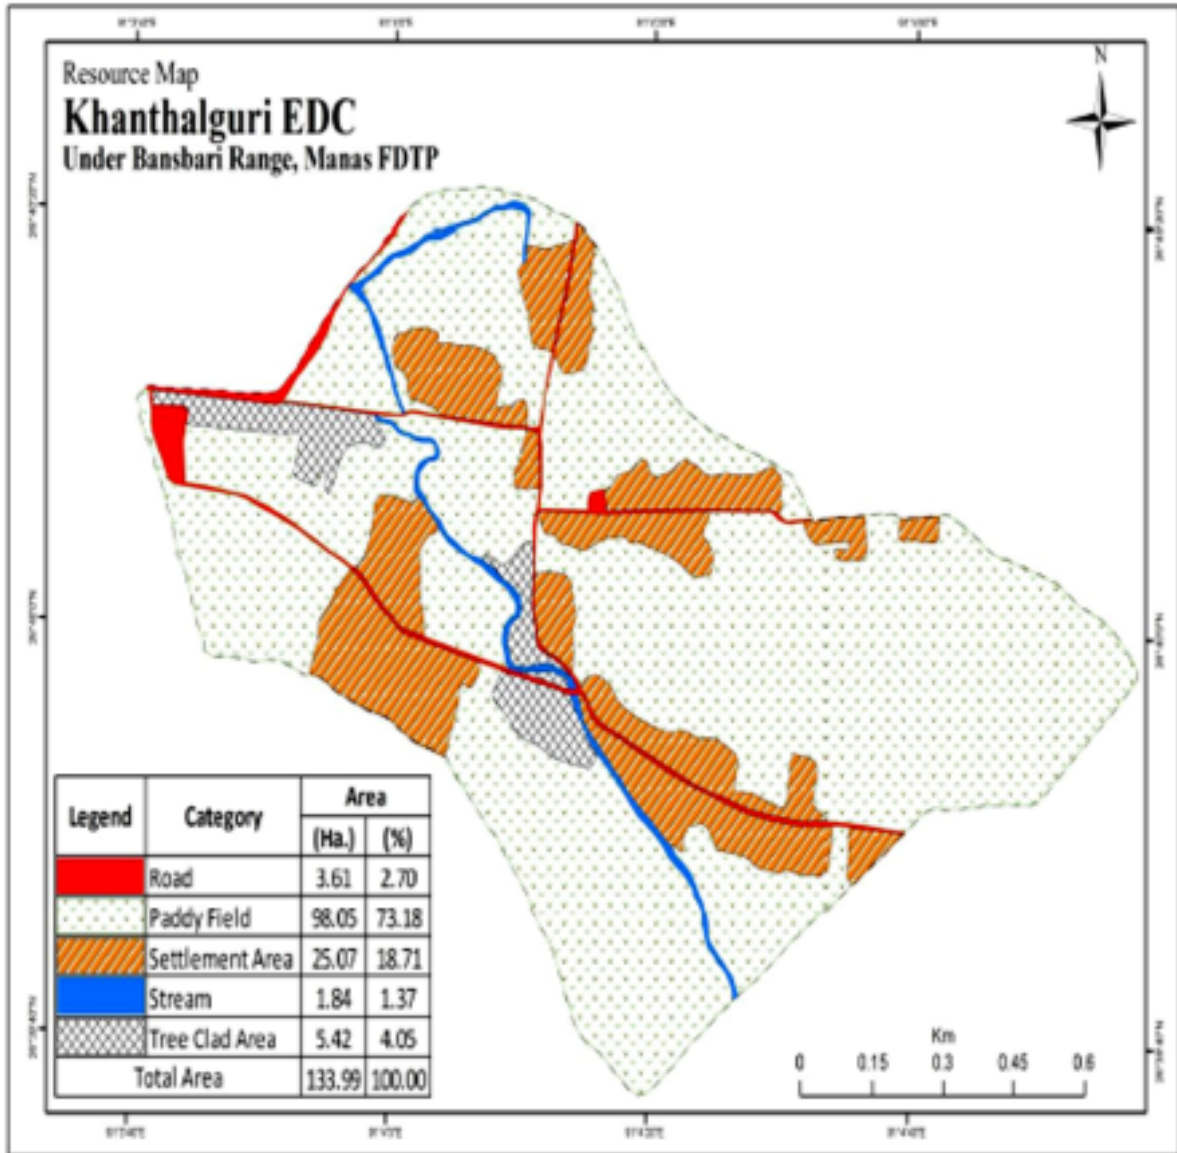 Resource Map
Khanthalguri EDC
Under Bansbari Range, Manas FDTP
N
Legend Category Area
(Ha.) (%)
Road 3.61 2.70
Paddy Field 98.05 73.18
Settlement Area 25.07 18.71
Stream 1.84 1.37
Tree Clad Area 5.42 4.05
Total Area 133.99 100.00
Km
0 0.15 0.3 0.45 0.6